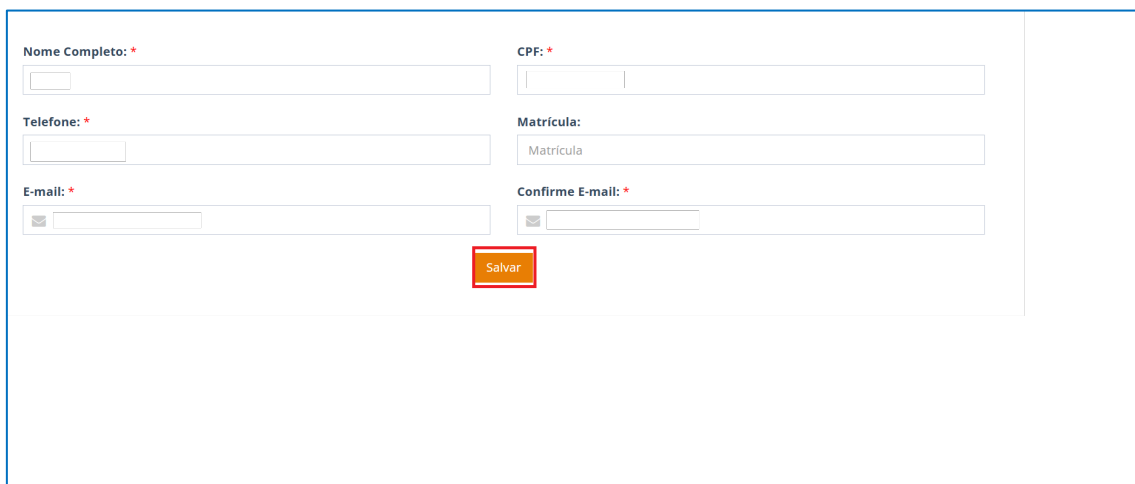 Nome Completo: *
CPF: *
Telefone: *
Matrícula:
Matrícula
E-mail: *
Confirme E-mail: *
Salvar